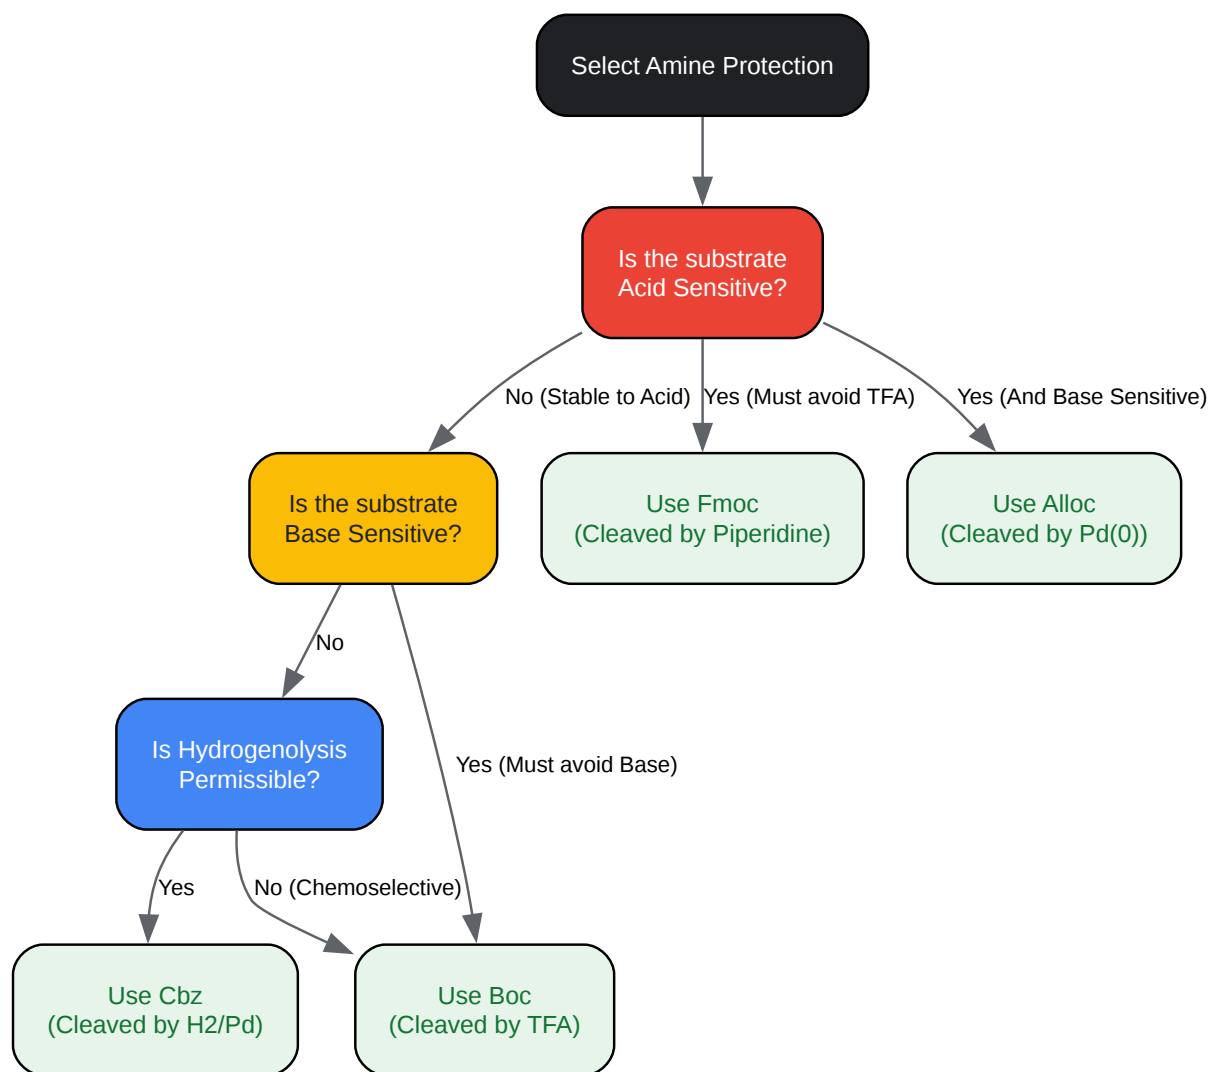 Select Amine Protection
Is the substrate
Acid Sensitive?
No (Stable to Acid)
Yes (Must avoid TFA)
Yes (And Base Sensitive)
Is the substrate
Base Sensitive?
Use Fmoc
(Cleaved by Piperidine)
Use Alloc
(Cleaved by Pd(0))
No
Is Hydrogenolysis
Permissible?
Yes (Must avoid Base)
Yes
No (Chemoselective)
Use Cbz
(Cleaved by H2/Pd)
Use Boc
(Cleaved by TFA)